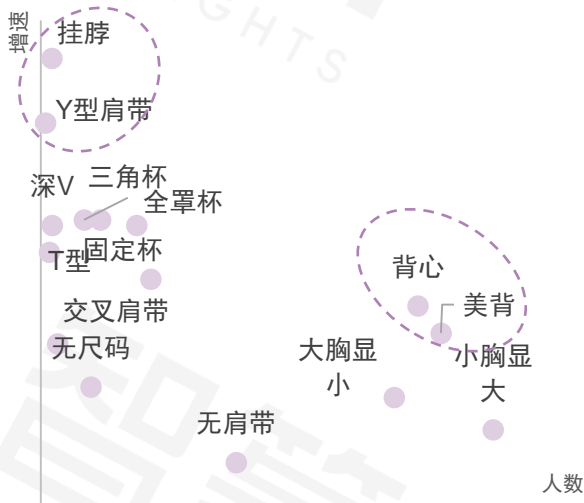 增速
挂脖
Y型肩带
三角杯
深V
全罩杯
固定杯
T型
背心
交叉肩带
美背
无尺码
大胸显
小
小胸显
大
无肩带
人数
GHTS